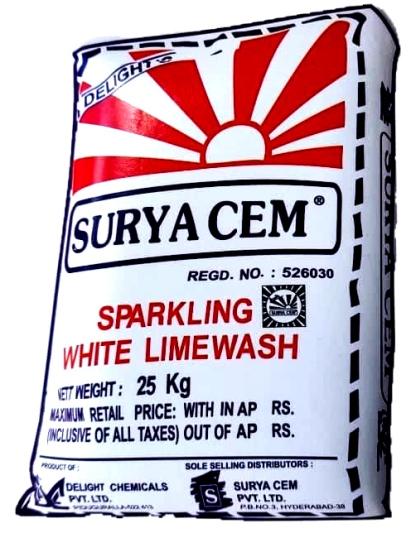 DELIGHT'S
SURYA CEM®
REGD. NO. : 526030
SPARKLING
SURYA CEM
WHITE LIMEWASH
NETT WEIGHT : 25 Kg
MAXIMUM RETAIL PRICE: WITH IN AP RS.
(INCLUSIVE OF ALL TAXES) OUT OF AP RS.
PRODUCT OF :
SOLE SELLING DISTRIBUTORS :
DELIGHT CHEMICALS
PVT. LTD.
S
SURYA CEM
PVT. LTD.
P.B.NO.3, HYDERABAD-38